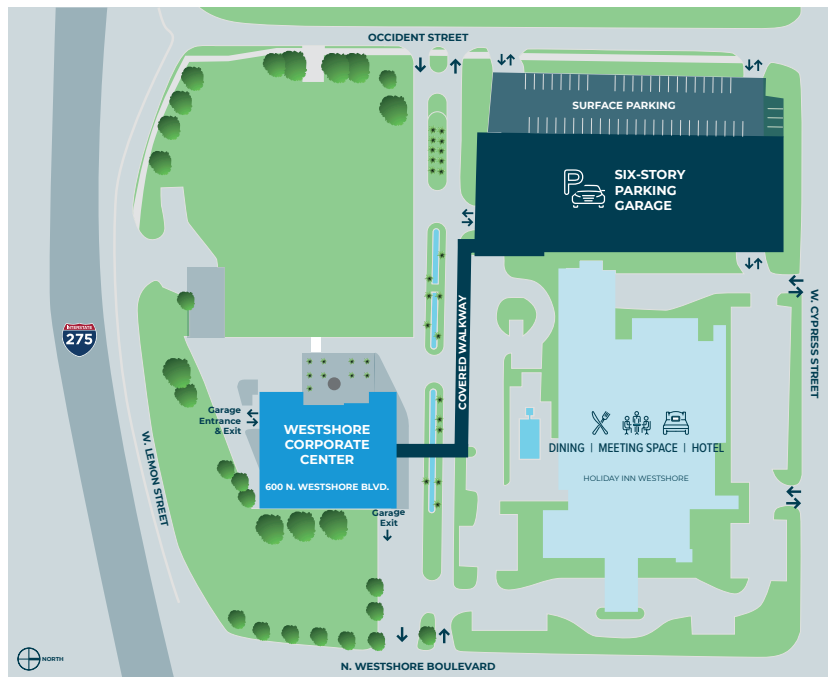 OCCIDENT STREET
SURFACE PARKING
P
SIX-STORY
PARKING
GARAGE
COVERED WALKWAY
W. CYPRESS STREET
INTERSTATE
275
W. LEMON STREET
Garage
Entrance
& Exit
WESTSHORE
CORPORATE
CENTER
600 N. WESTSHORE BLVD.
Garage
Exit
DINING | MEETING SPACE | HOTEL
HOLIDAY INN WESTSHORE
NORTH
N. WESTSHORE BOULEVARD